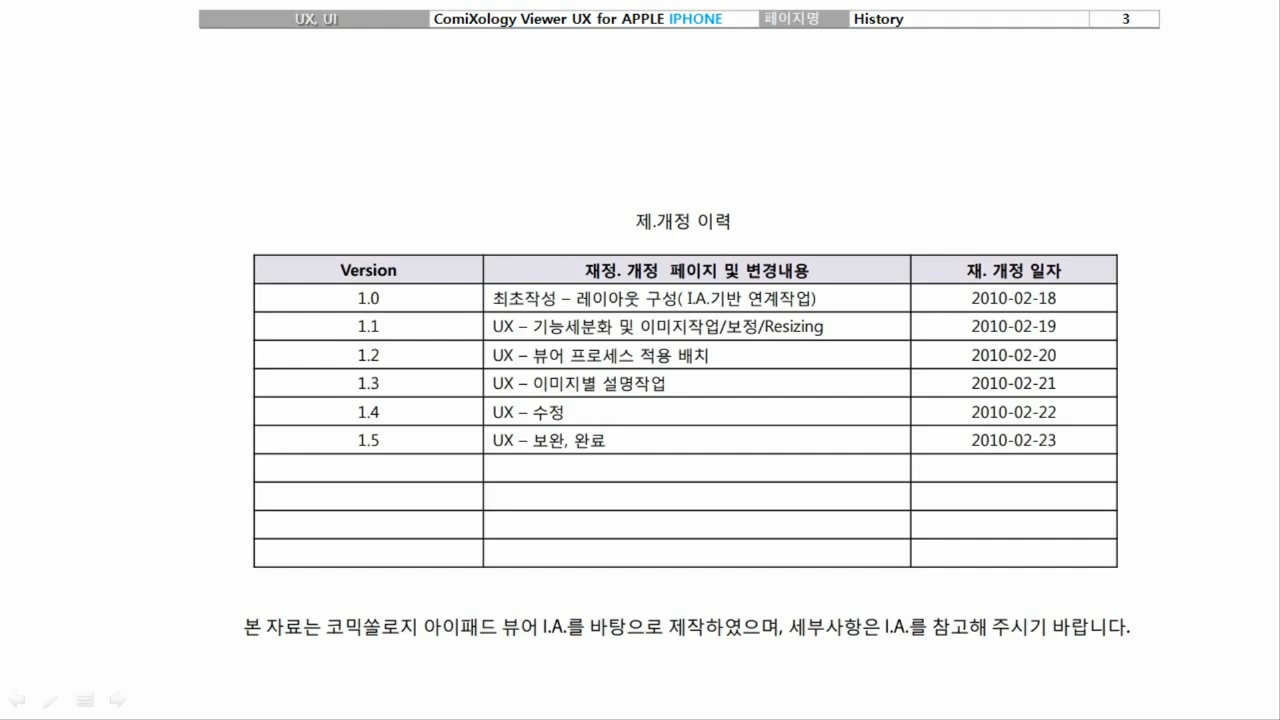 UX, UI ComiXology Viewer UX for APPLE IPHONE 페이지명 History 3
제.개정 이력
Version 재정. 개정 페이지 및 변경내용 재. 개정 일자
1.0 최초작성 – 레이아웃 구성( I.A.기반 연계작업) 2010-02-18
1.1 UX – 기능세분화 및 이미지작업/보정/Resizing 2010-02-19
1.2 UX – 뷰어 프로세스 적용 배치 2010-02-20
1.3 UX – 이미지별 설명작업 2010-02-21
1.4 UX – 수정 2010-02-22
1.5 UX – 보완, 완료 2010-02-23
본 자료는 코믹쏠로지 아이패드 뷰어 I.A.를 바탕으로 제작하였으며, 세부사항은 I.A.를 참고해 주시기 바랍니다.